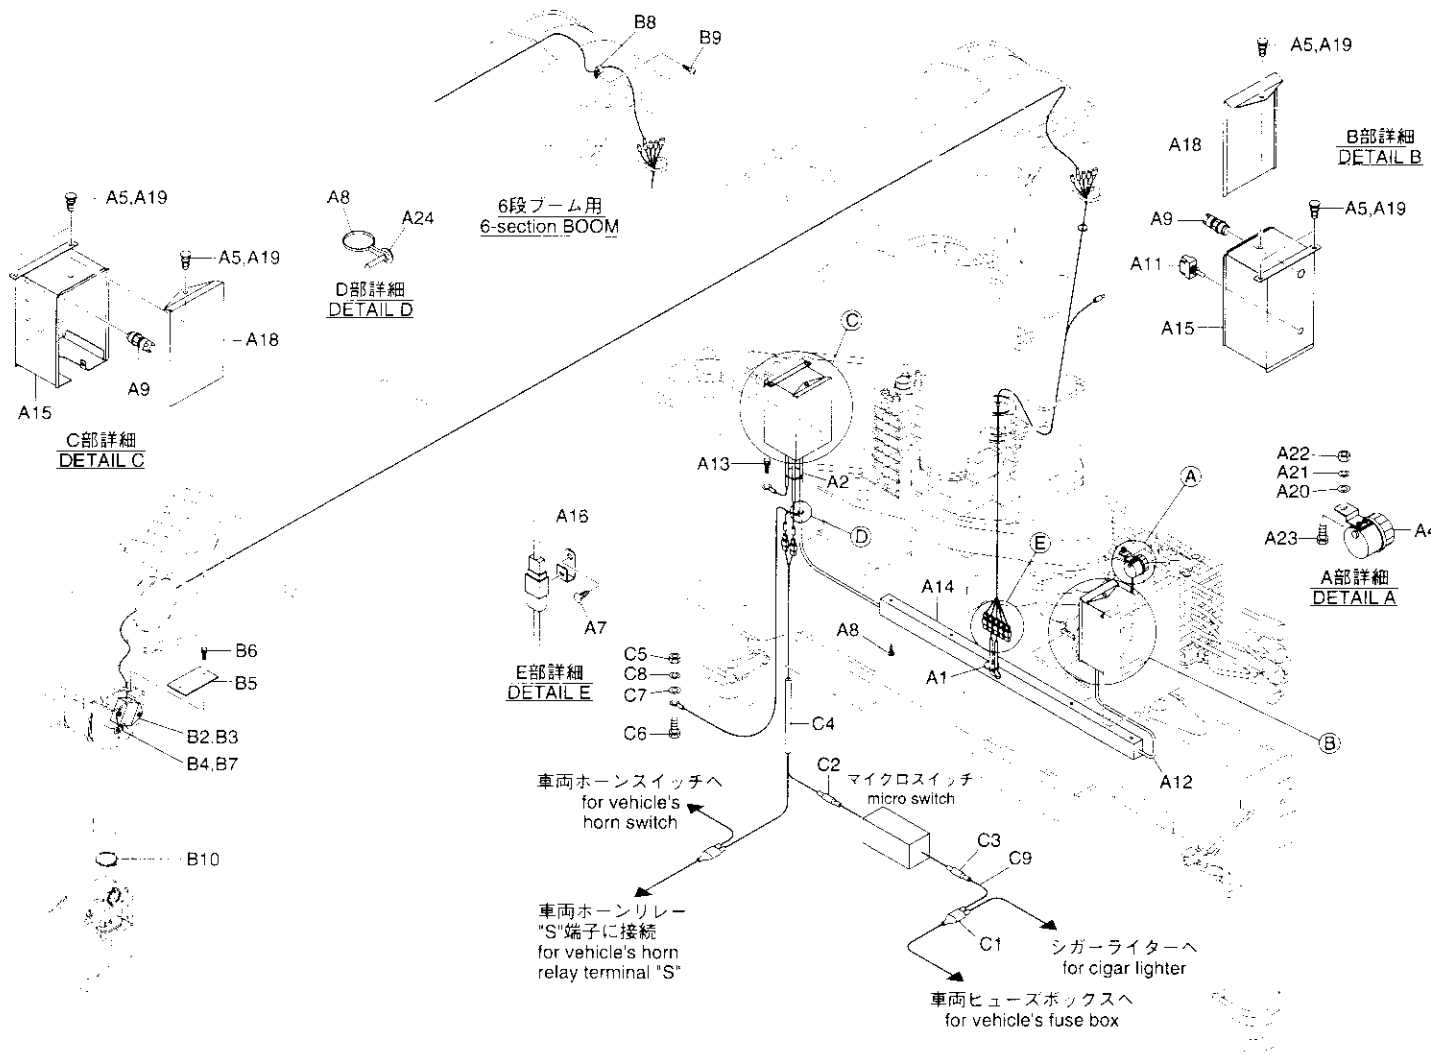 B8
B9
A5,A19
A18
B部詳細
DETAIL B
A5,A19
A8
A24
6段ブーム用
6-section BOOM
A9
A5,A19
A5,A19
A11
D部詳細
DETAIL D
A15
A18
A9
A15
C
C部詳細
DETAIL C
A13
A2
A
A22
A21
A20
A4
A23
A部詳細
DETAIL A
A16
D
E
A14
A7
A8
E部詳細
DETAIL E
A1
B6
B5
C5
C8
C7
C6
C4
B2,B3
B4,B7
B
A12
C2
マイクロスイッチ
micro switch
車両ホーンスイッチへ
for vehicle's
horn switch
C3
C9
B10
車両ホーンリレー
"S"端子に接続
for vehicle's horn
relay terminal "S"
C1
シガーライターへ
for cigar lighter
車両ヒューズボックスへ
for vehicle's fuse box